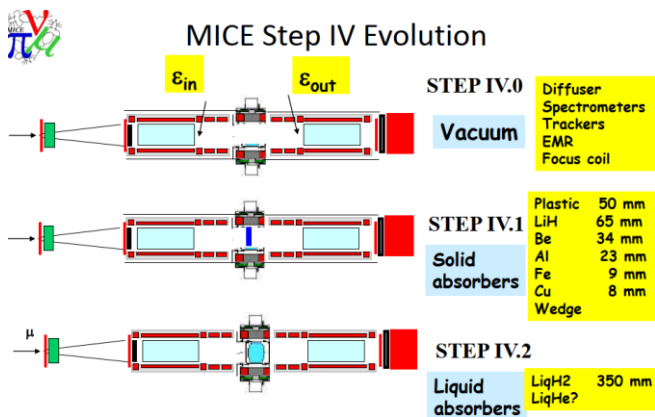 MICE
πνμ
MICE Step IV Evolution
εin
εout
STEP IV.0
Vacuum
Diffuser
Spectrometers
Trackers
EMR
Focus coil
STEP IV.1
Solid
absorbers
Plastic 50 mm
LiH 65 mm
Be 34 mm
Al 23 mm
Fe 9 mm
Cu 8 mm
Wedge
μ
STEP IV.2
Liquid
absorbers
LiqH2 350 mm
LiqHe?